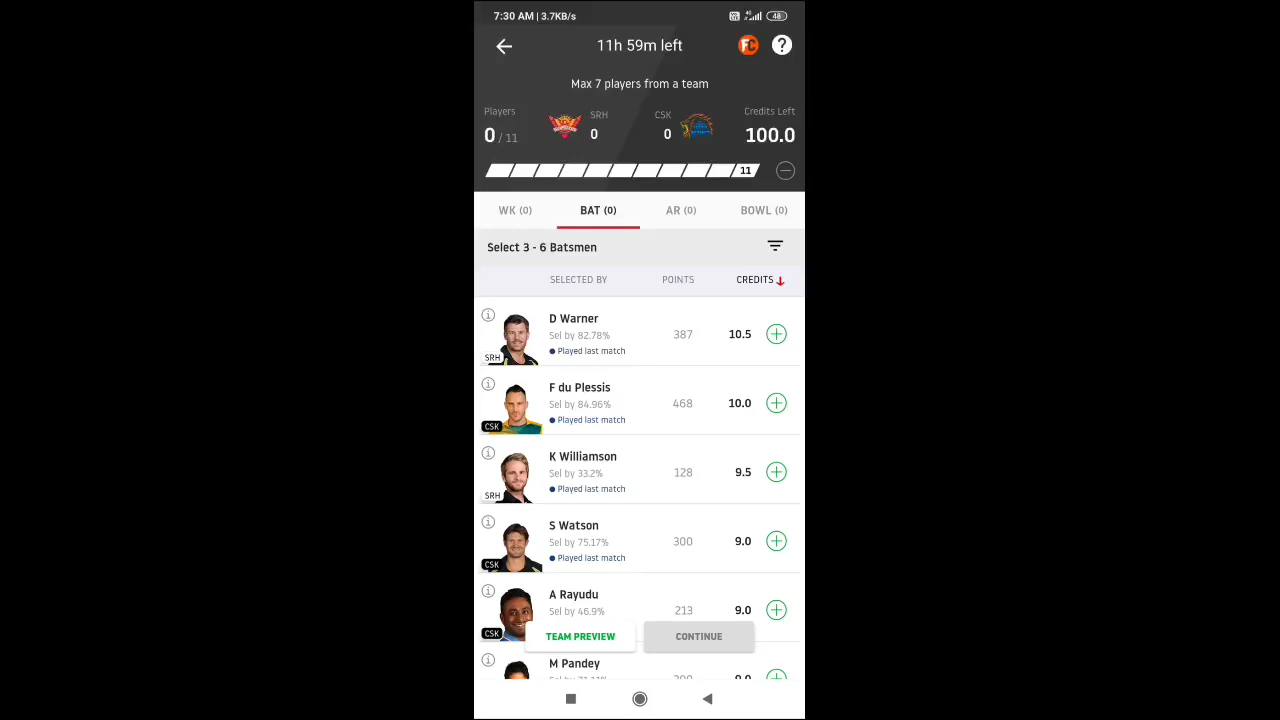 7:30 AM | 3.7KB/s
4G
48
11h 59m left
FC
?
Max 7 players from a team
Players
0 / 11
SRH
0
CSK
0
Credits Left
100.0
11
WK (0)
BAT (0)
AR (0)
BOWL (0)
Select 3 - 6 Batsmen
SELECTED BY
POINTS
CREDITS
D Warner
Sel by 82.78%
Played last match
SRH
387
10.5
F du Plessis
Sel by 84.96%
Played last match
CSK
468
10.0
K Williamson
Sel by 33.2%
Played last match
SRH
128
9.5
S Watson
Sel by 75.17%
Played last match
CSK
300
9.0
A Rayudu
Sel by 46.9%
CSK
213
9.0
TEAM PREVIEW
CONTINUE
M Pandey